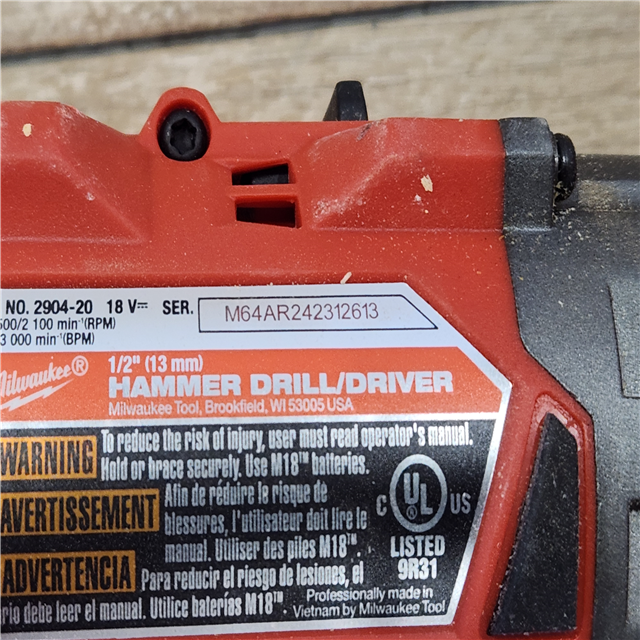 NO. 2904-20 18 V⎓ SER. M64AR242312613
500/2 100 min⁻¹(RPM)
3 000 min⁻¹(BPM)
Milwaukee®
1/2" (13 mm)
HAMMER DRILL/DRIVER
Milwaukee Tool, Brookfield, WI 53005 USA
WARNING To reduce the risk of injury, user must read operator's manual.
Hold or brace securely. Use M18™ batteries.
AVERTISSEMENT Afin de réduire le risque de
blessures, l'utilisateur doit lire le
manual. Utiliser des piles M18™.
ADVERTENCIA Para reducir el riesgo de lesiones, el
rio debe leer el manual. Utilice baterías M18™.
C UL US
LISTED
9R31
Professionally made in
Vietnam by Milwaukee Tool